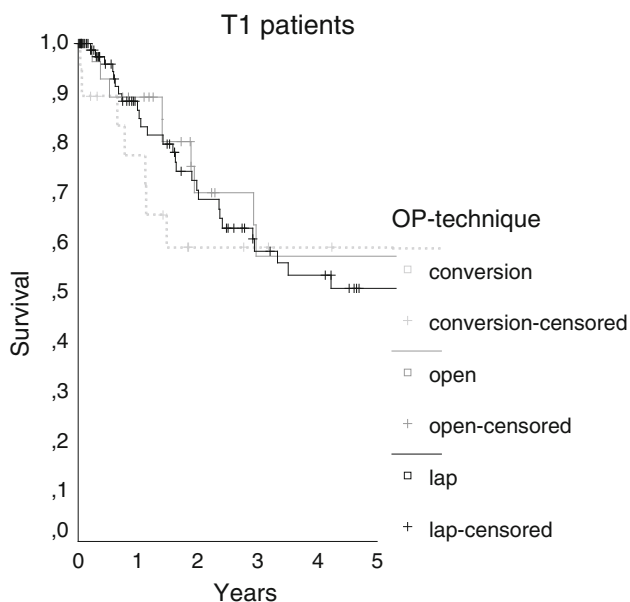 T1 patients
1,0
,9
,8
,7
,6
,5
,4
,3
,2
,1
,0
Survival
0 1 2 3 4 5
Years
OP-technique
conversion
conversion-censored
open
open-censored
lap
lap-censored